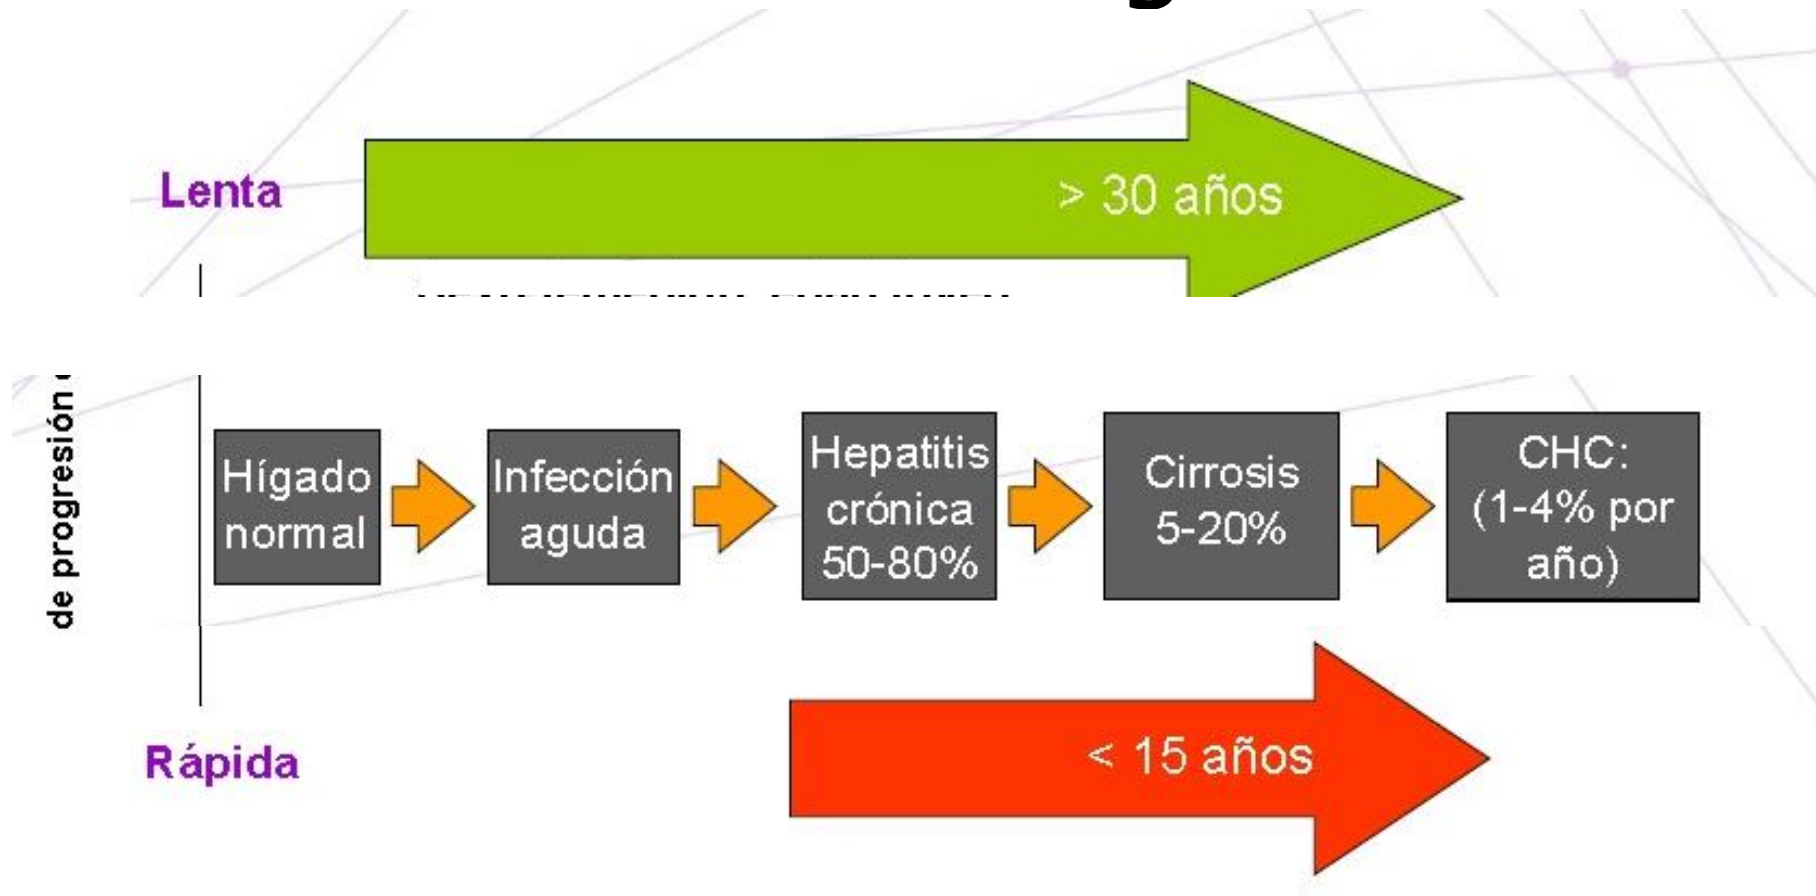 Lenta
> 30 años
de progresión
Hígado
normal
Infección
aguda
Hepatitis
crónica
50-80%
Cirrosis
5-20%
CHC:
(1-4% por
año)
Rápida
< 15 años